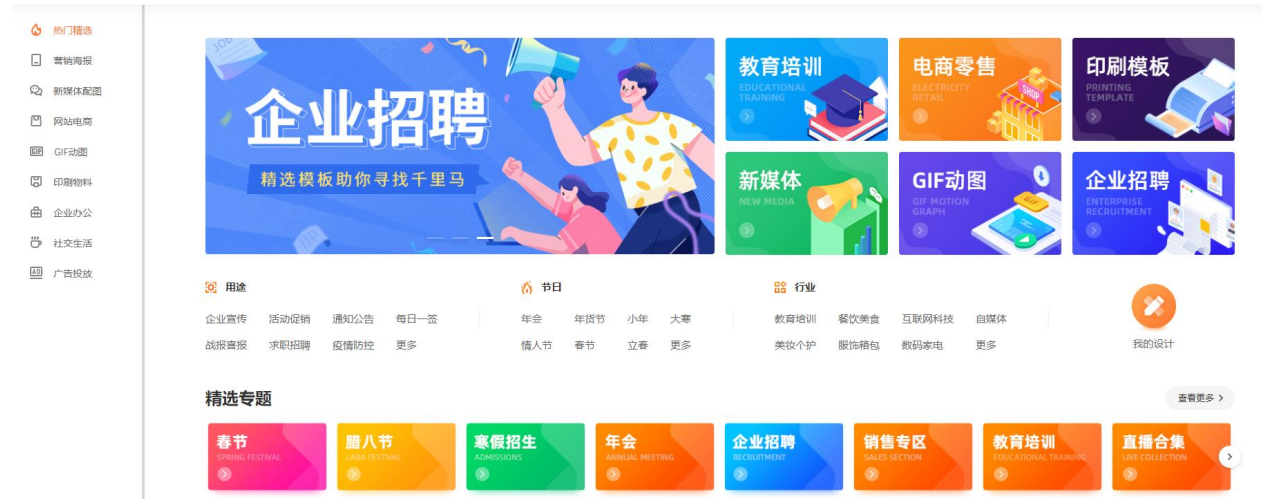 热门精选
营销海报
新媒体配图
网站电商
GIF动图
印刷物料
企业办公
社交生活
广告投放
JOB
企业招聘
精选模板助你寻找千里马
教育培训
EDUCATIONAL
TRAINING
电商零售
ELECTRICITY
RETAIL
SHOP
印刷模板
PRINTING
TEMPLATE
新媒体
NEW MEDIA
GIF动图
GIF MOTION
GRAPH
GIF
企业招聘
ENTERPRISE
RECRUITMENT
用途
企业宣传 活动促销 通知公告 每日一签
战报喜报 求职招聘 疫情防控 更多
节日
年会 年货节 小年 大寒
情人节 春节 立春 更多
行业
教育培训 餐饮美食 互联网科技 自媒体
美妆个护 服饰箱包 数码家电 更多
我的设计
精选专题
查看更多 >
春节
SPRING FESTIVAL
腊八节
LABA FESTIVAL
寒假招生
ADMISSIONS
年会
ANNUAL MEETING
企业招聘
RECRUITMENT
销售专区
SALES SECTION
教育培训
EDUCATIONAL TRAINING
直播合集
LIVE COLLECTION